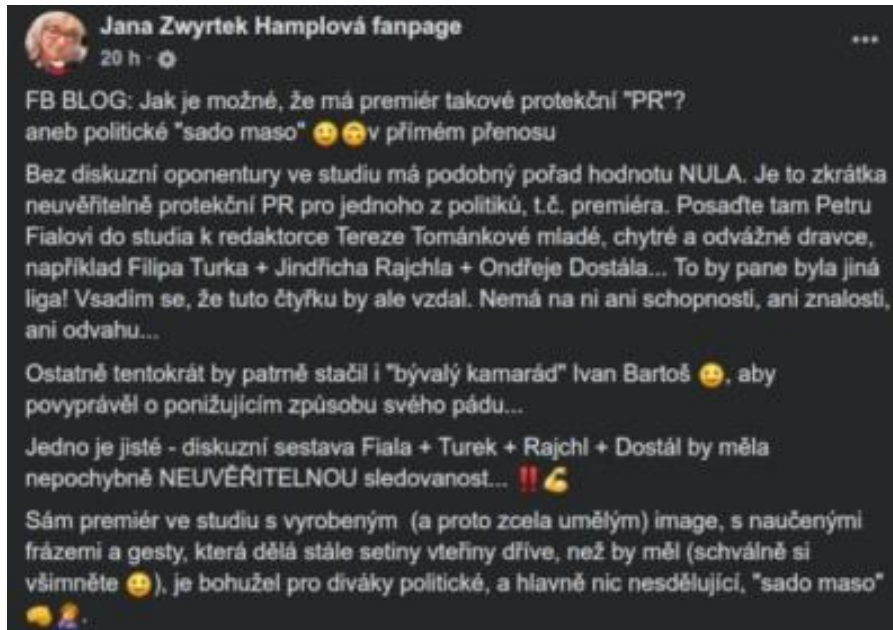 Jana Zwyrtek Hamplová fanpage
20 h ·
FB BLOG: Jak je možné, že má premiér takové protekční "PR"?
aneb politické "sado maso" 😉🙃v přímém přenosu
Bez diskuzní oponentury ve studiu má podobný pořad hodnotu NULA. Je to zkrátka
neuvěřitelně protekční PR pro jednoho z politiků, t.č. premiéra. Posaďte tam Petru
Fialovi do studia k redaktorce Tereze Tománkové mladé, chytré a odvážné dravce,
například Filipa Turka + Jindřicha Rajchla + Ondřeje Dostála... To by pane byla jiná
liga! Vsadím se, že tuto čtyřku by ale vzdal. Nemá na ni ani schopnosti, ani znalosti,
ani odvahu...
Ostatně tentokrát by patrně stačil i "bývalý kamarád" Ivan Bartoš 😉, aby
povyprávěl o ponižujícím způsobu svého pádu...
Jedno je jisté - diskuzní sestava Fiala + Turek + Rajchl + Dostál by měla
nepochybně NEUVĚŘITELNOU sledovanost... ‼️💪
Sám premiér ve studiu s vyrobeným (a proto zcela umělým) image, s naučenými
frázemi a gesty, která dělá stále setiny vteřiny dříve, než by měl (schválně si
všimněte 😉), je bohužel pro diváky politické, a hlavně nic nesdělující, "sado maso"
👊🤦‍♀️.